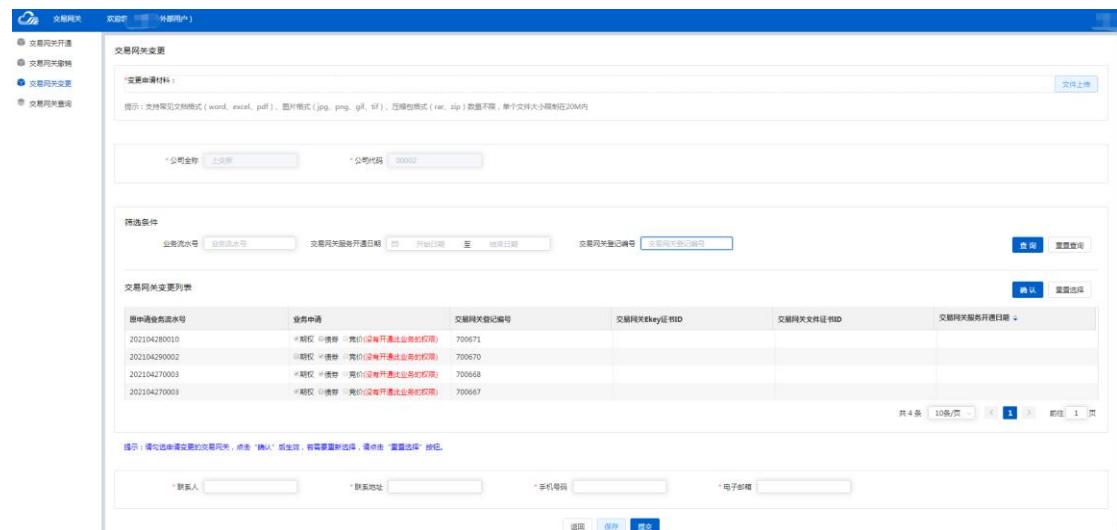 交易网关 欢迎您 (外部用户)
交易网关开通
交易网关撤销
交易网关变更
交易网关查询
交易网关变更
*变更申请材料：
文件上传
提示：支持常见文档格式（word、excel、pdf）、图片格式（jpg、png、gif、tif）、压缩包格式（rar、zip）数量不限，单个文件大小限制在20M内
*公司全称 上交所 *公司代码 00002
筛选条件
业务流水号 业务流水号 交易网关服务开通日期 开始日期 至 结束日期 交易网关登记编号 交易网关登记编号 查询 重置查询
交易网关变更列表 确认 重置选择
原申请业务流水号 业务申请 交易网关登记编号 交易网关Ekey证书ID 交易网关文件证书ID 交易网关服务开通日期
202104280010 期权 债券 竞价(没有开通此业务的权限) 700671
202104290002 期权 债券 竞价(没有开通此业务的权限) 700670
202104270003 期权 债券 竞价(没有开通此业务的权限) 700668
202104270003 期权 债券 竞价(没有开通此业务的权限) 700667
共 4 条 10条/页 1 前往 1 页
提示：请勾选申请变更的交易网关，点击“确认”后生效，若需要重新选择，请点击“重置选择”按钮。
*联系人 *联系地址 *手机号码 *电子邮箱
返回 保存 提交